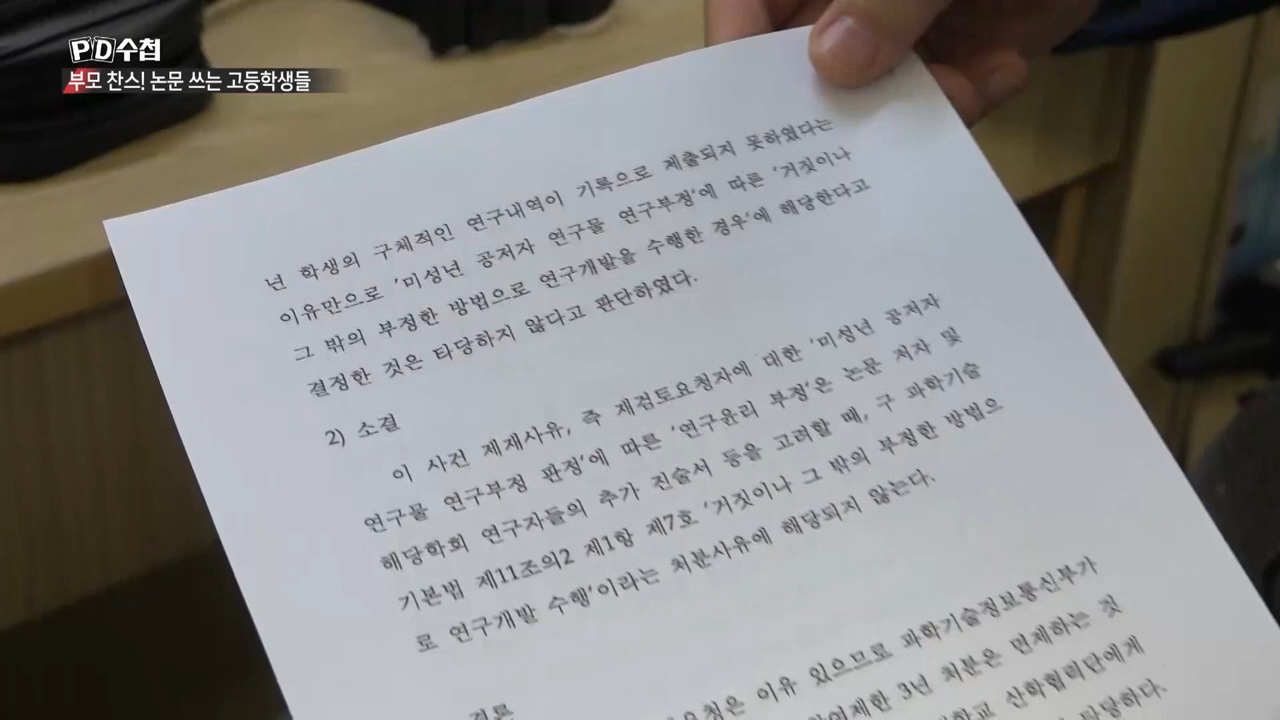 PD수첩
부모 찬스! 논문 쓰는 고등학생들
년 학생의 구체적인 연구내역이 기록으로 제출되지 못하였다는
이유만으로 '미성년 공저자 연구물 연구부정'에 따른 '거짓이나
그 밖의 부정한 방법으로 연구개발을 수행한 경우'에 해당한다고
결정한 것은 타당하지 않다고 판단하였다.
2) 소결
이 사건 제재사유, 즉 재검토요청자에 대한 '미성년 공저자
연구물 연구부정 판정'에 따른 '연구윤리 부정'은 논문 저자 및
해당학회 연구자들의 추가 진술서 등을 고려할 때, 구 과학기술
기본법 제11조의2 제1항 제7호 '거짓이나 그 밖의 부정한 방법으
로 연구개발 수행'이라는 처분사유에 해당되지 않는다.
결론
요청은 이유 있으므로 과학기술정보통신부가
3년 처분은 면제하는 것
산학협력단에게
타당하다.